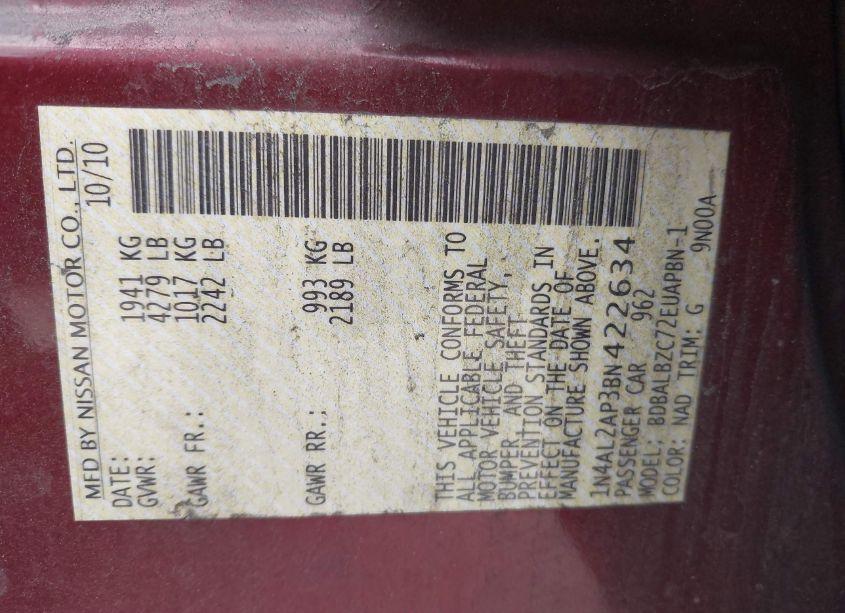 MFD BY NISSAN MOTOR CO., LTD.
DATE: 10/10
GVWR: 1941 KG
4279 LB
GAWR FR.: 1017 KG
2242 LB
GAWR RR.: 993 KG
2189 LB
THIS VEHICLE CONFORMS TO
ALL APPLICABLE FEDERAL
MOTOR VEHICLE SAFETY,
BUMPER, AND THEFT
PREVENTION STANDARDS IN
EFFECT ON THE DATE OF
MANUFACTURE SHOWN ABOVE.
1N4AL2AP3BN422634
PASSENGER CAR 962
MODEL: BDBALBZC72EUAPBN-1
COLOR: NAD TRIM: G 9N00A